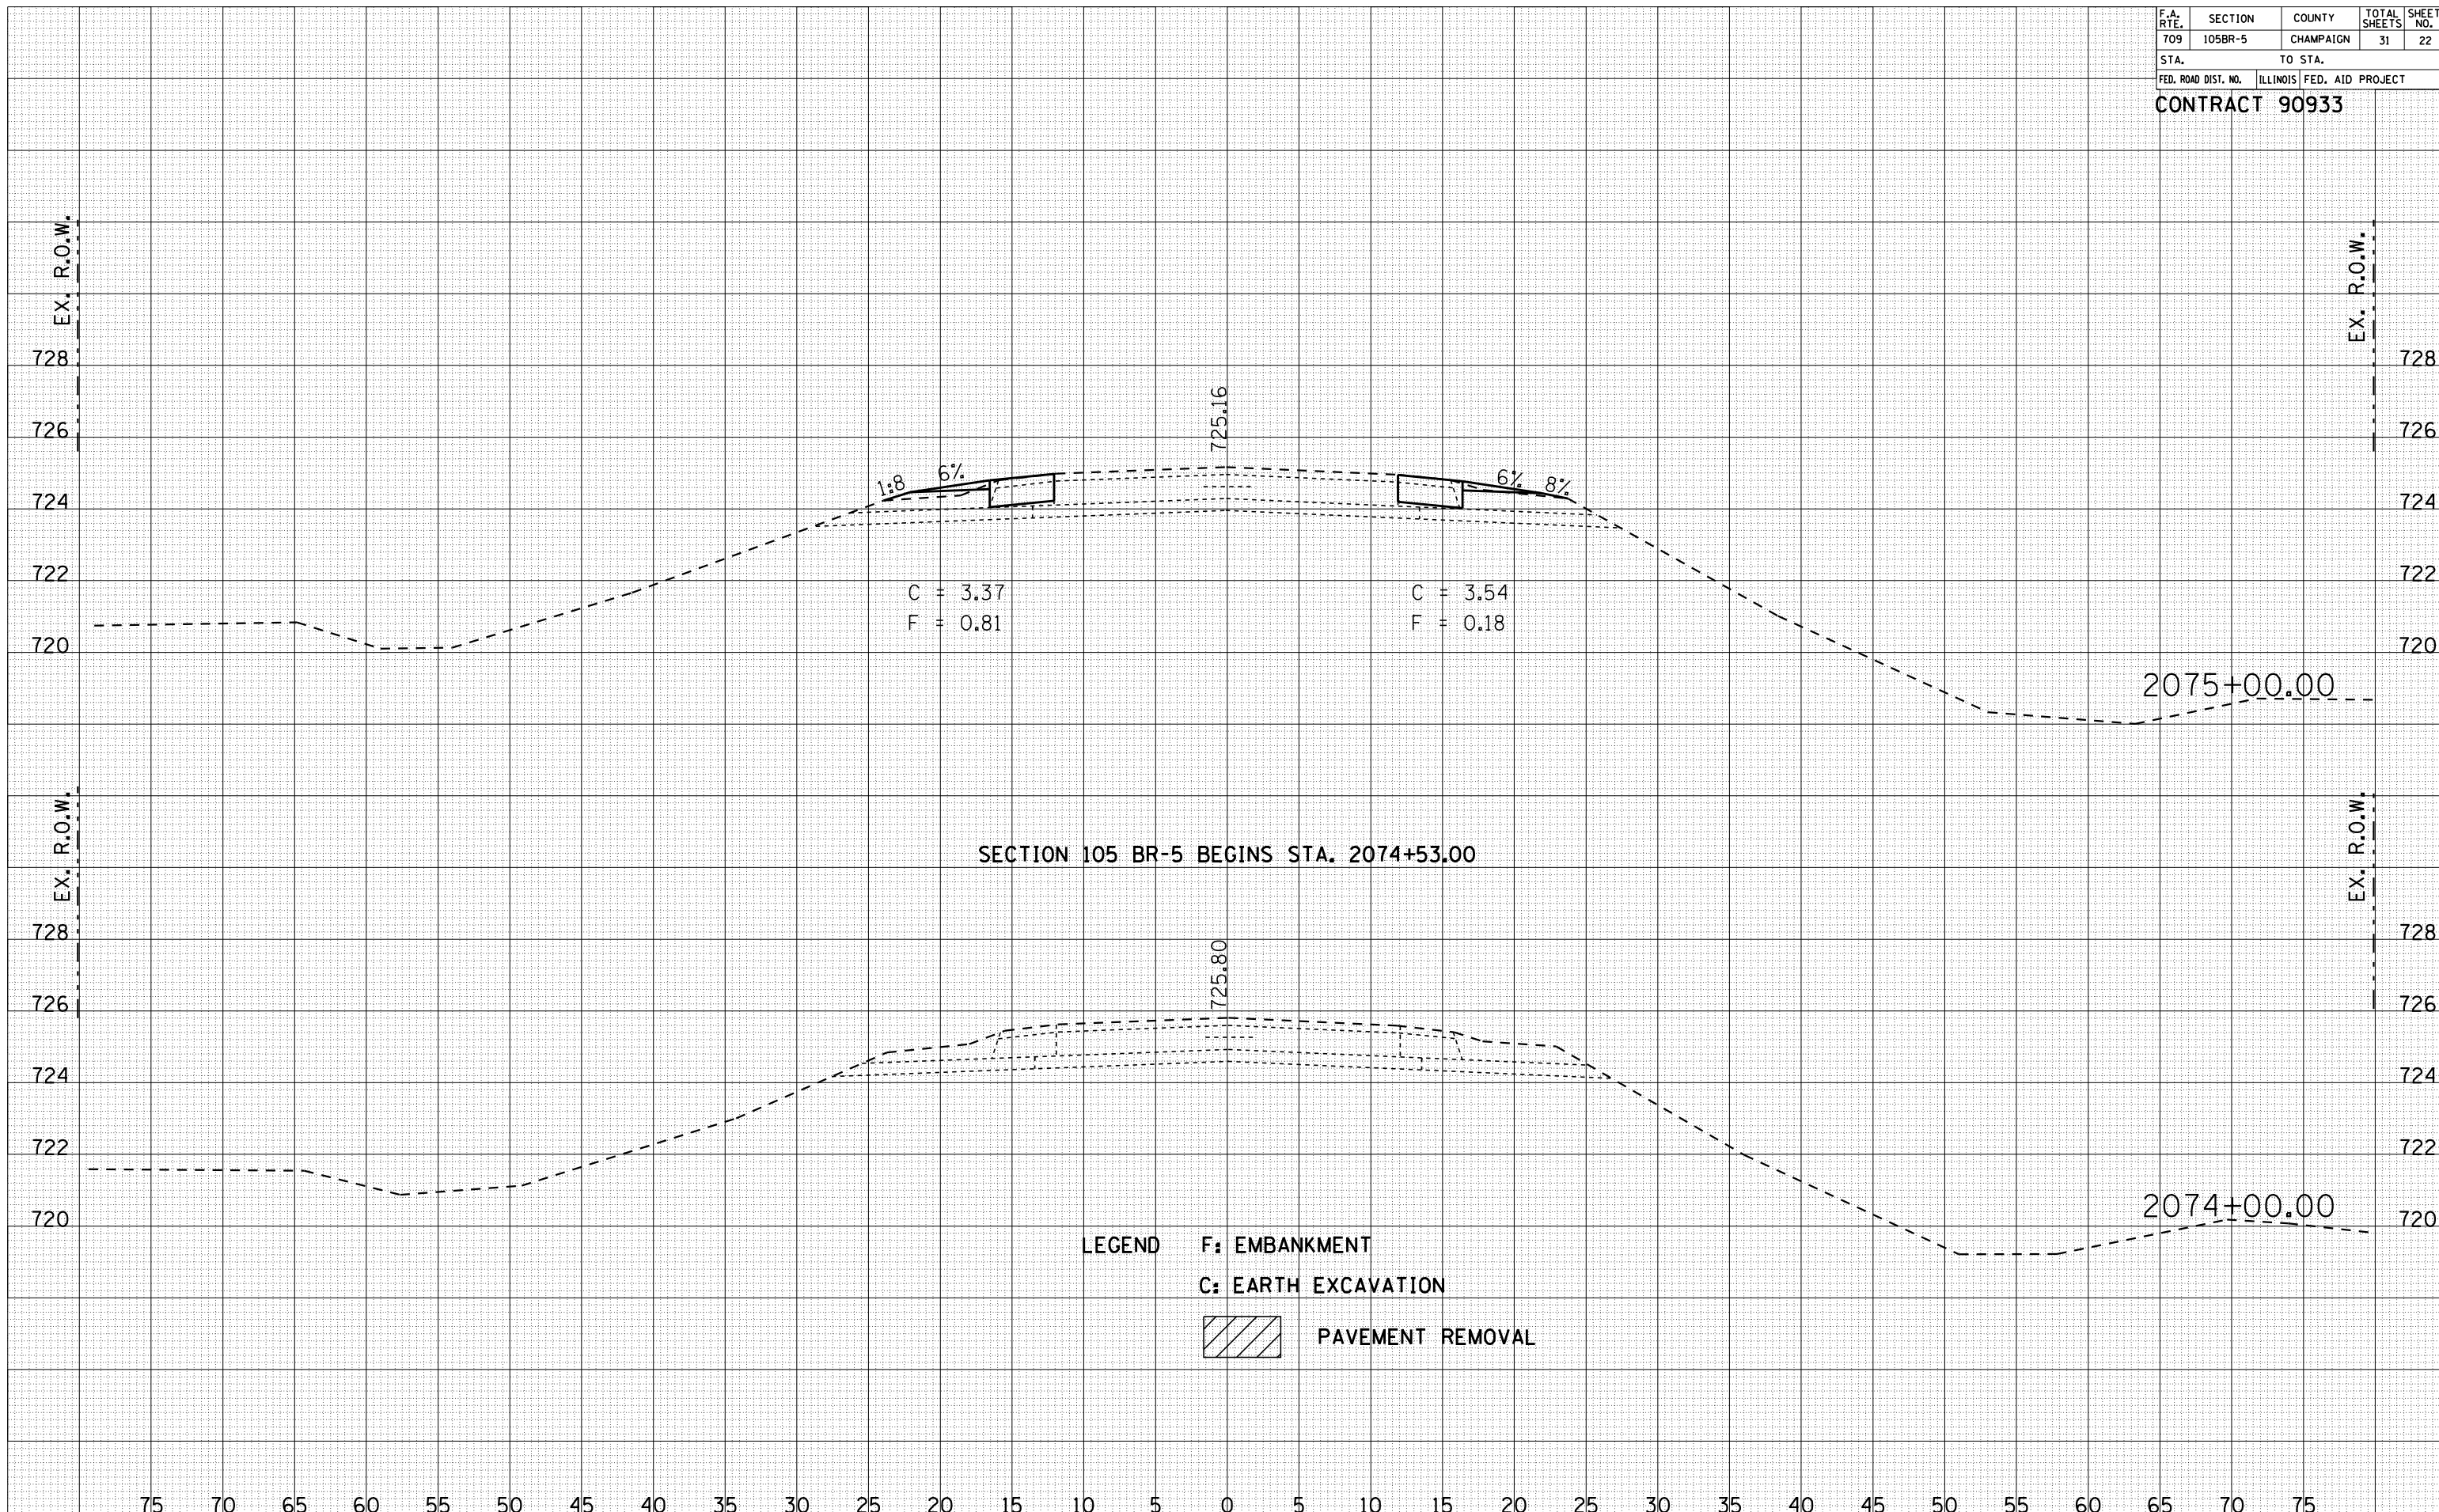 F.A. RTE. SECTION COUNTY TOTAL SHEETS SHEET NO.
709 105BR-5 CHAMPAIGN 31 22
STA. TO STA.
FED. ROAD DIST. NO. ILLINOIS FED. AID PROJECT
CONTRACT 90933
EX. R.O.W. EX. R.O.W.
728 728
725.16
726 726
1:8 6% 6% 8%
724 724
722 722
C = 3.37 C = 3.54
F = 0.81 F = 0.18
720 720
2075+00.00
EX. R.O.W. EX. R.O.W.
SECTION 105 BR-5 BEGINS STA. 2074+53.00
728 728
725.80
726 726
724 724
722 722
2074+00.00
720 720
LEGEND F: EMBANKMENT
C: EARTH EXCAVATION
PAVEMENT REMOVAL
75 70 65 60 55 50 45 40 35 30 25 20 15 10 5 0 5 10 15 20 25 30 35 40 45 50 55 60 65 70 75